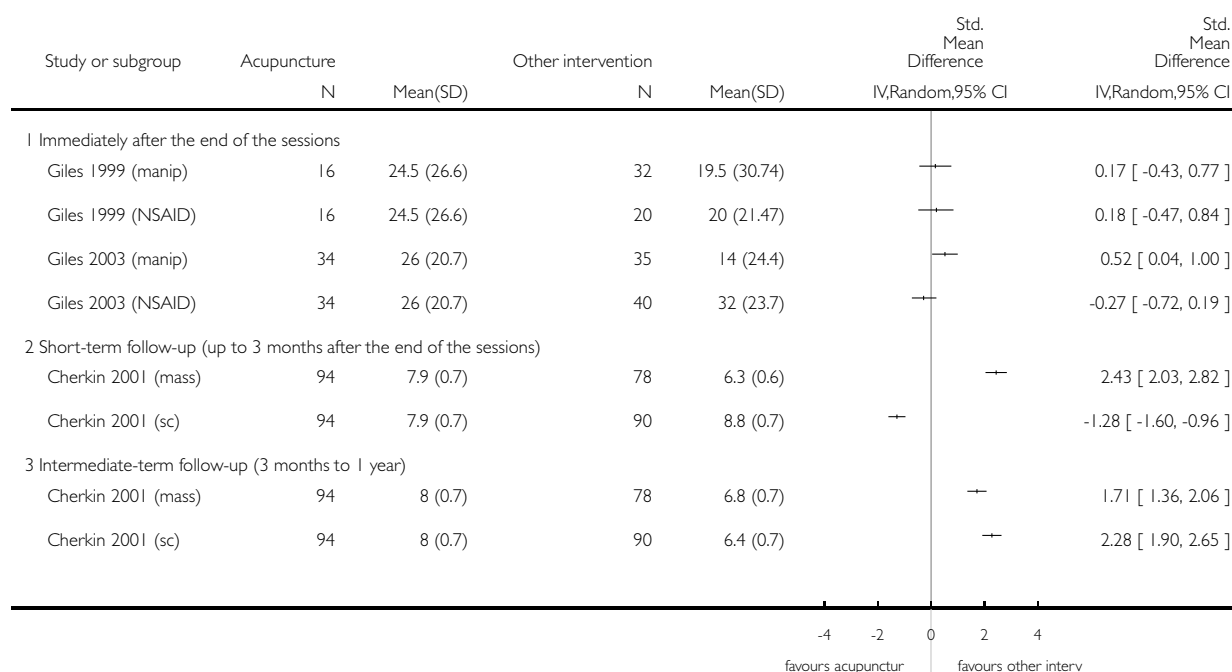 Study or subgroup Acupuncture Other intervention Std. Mean Difference Std. Mean Difference
N Mean(SD) N Mean(SD) IV,Random,95% CI IV,Random,95% CI
1 Immediately after the end of the sessions
Giles 1999 (manip) 16 24.5 (26.6) 32 19.5 (30.74) 0.17 [ -0.43, 0.77 ]
Giles 1999 (NSAID) 16 24.5 (26.6) 20 20 (21.47) 0.18 [ -0.47, 0.84 ]
Giles 2003 (manip) 34 26 (20.7) 35 14 (24.4) 0.52 [ 0.04, 1.00 ]
Giles 2003 (NSAID) 34 26 (20.7) 40 32 (23.7) -0.27 [ -0.72, 0.19 ]
2 Short-term follow-up (up to 3 months after the end of the sessions)
Cherkin 2001 (mass) 94 7.9 (0.7) 78 6.3 (0.6) 2.43 [ 2.03, 2.82 ]
Cherkin 2001 (sc) 94 7.9 (0.7) 90 8.8 (0.7) -1.28 [ -1.60, -0.96 ]
3 Intermediate-term follow-up (3 months to 1 year)
Cherkin 2001 (mass) 94 8 (0.7) 78 6.8 (0.7) 1.71 [ 1.36, 2.06 ]
Cherkin 2001 (sc) 94 8 (0.7) 90 6.4 (0.7) 2.28 [ 1.90, 2.65 ]
-4 -2 0 2 4
favours acupunctur favours other interv